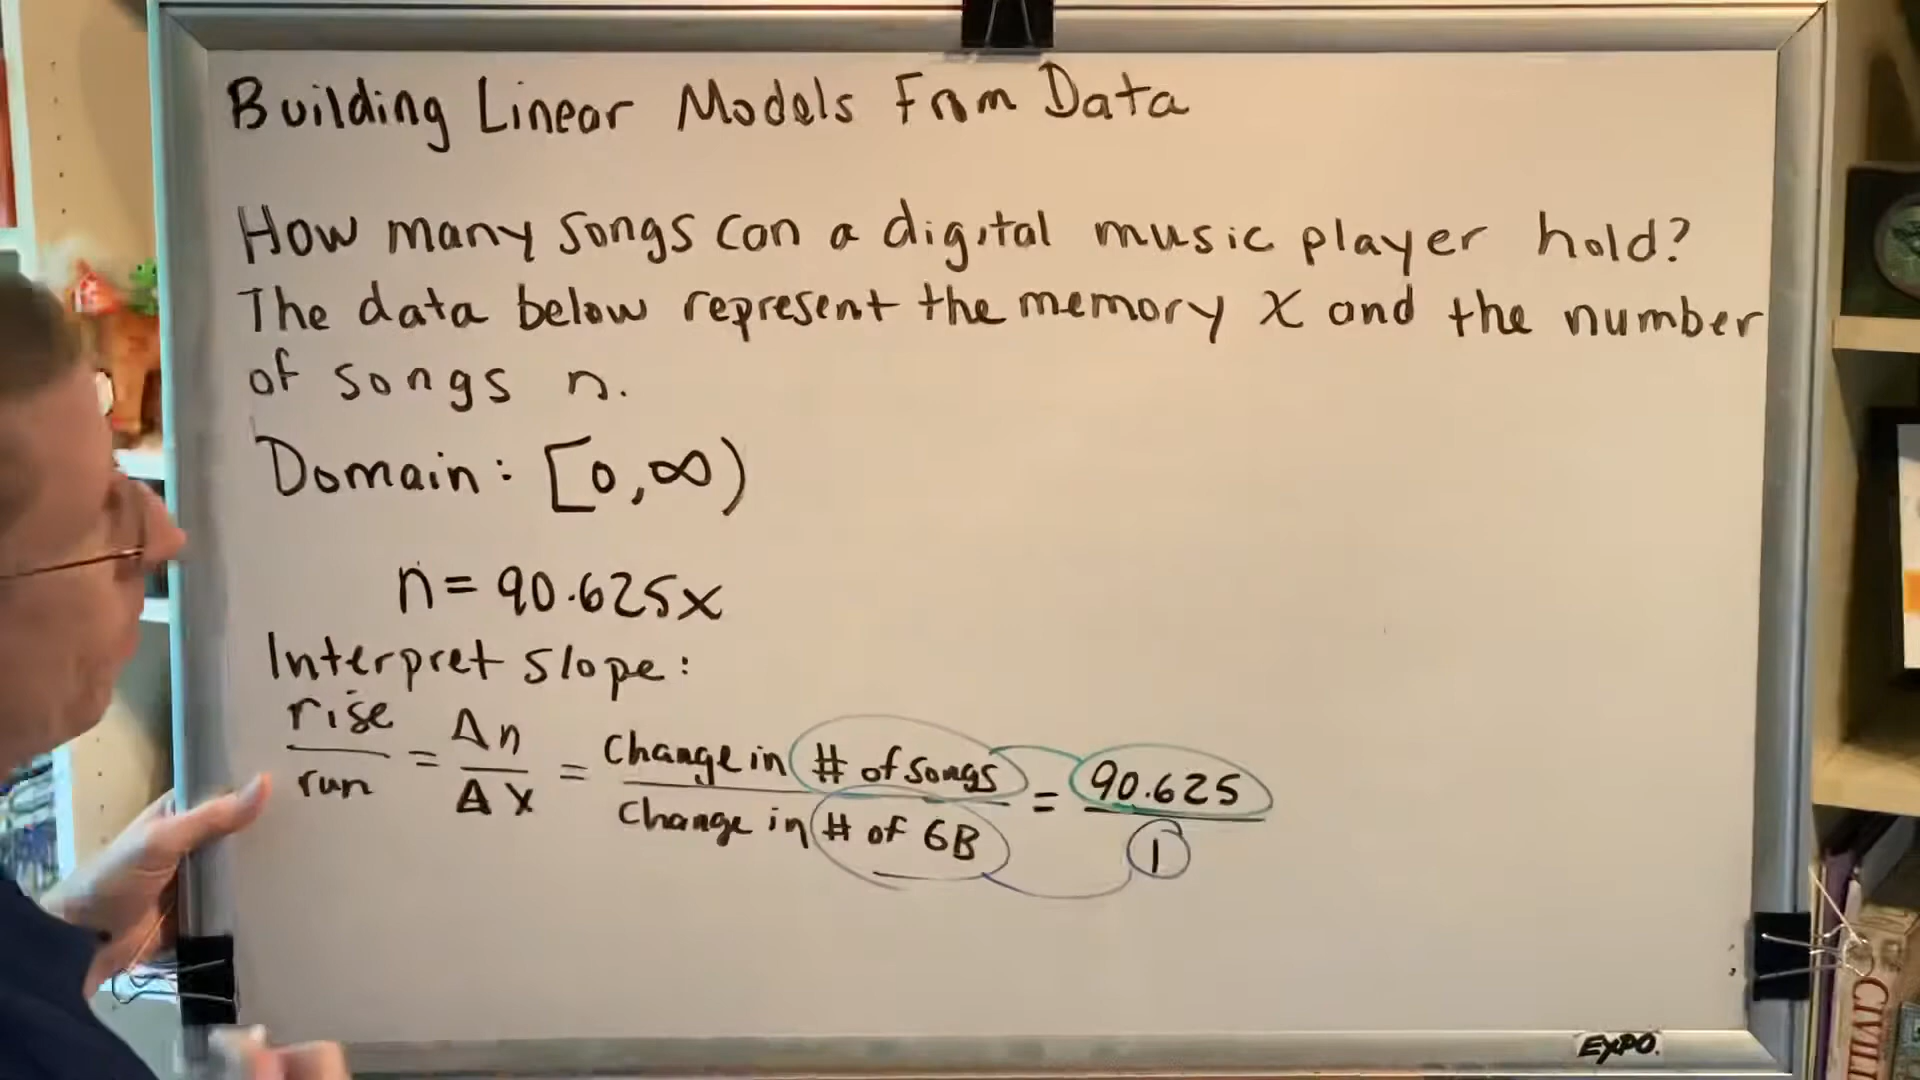 Building Linear Models From Data
How many songs can a digital music player hold?
The data below represent the memory x and the number
of songs n.
Domain: [0,∞)
n = 90.625x
Interpret slope:
rise/run = Δn/Δx = Change in # of songs/Change in # of GB = 90.625/1
EXPO.
CIVIL